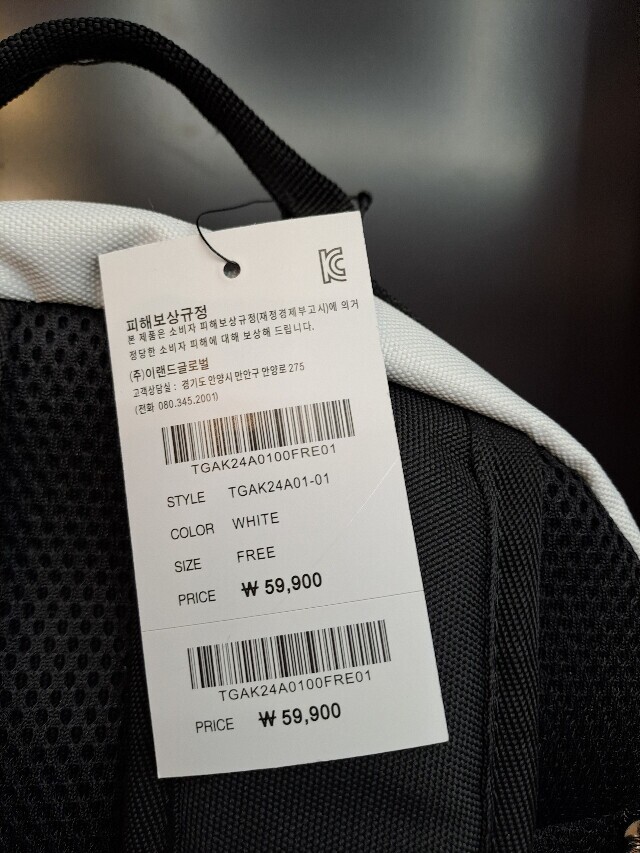 KC
피해보상규정
본 제품은 소비자 피해보상규정(재정경제부고시)에 의거
정당한 소비자 피해에 대해 보상해 드립니다.
(주)이랜드글로벌
고객상담실 : 경기도 안양시 만안구 안양로 275
(전화 080.345.2001)
TGAK24A0100FRE01
STYLE TGAK24A01-01
COLOR WHITE
SIZE FREE
PRICE ₩ 59,900
TGAK24A0100FRE01
PRICE ₩ 59,900